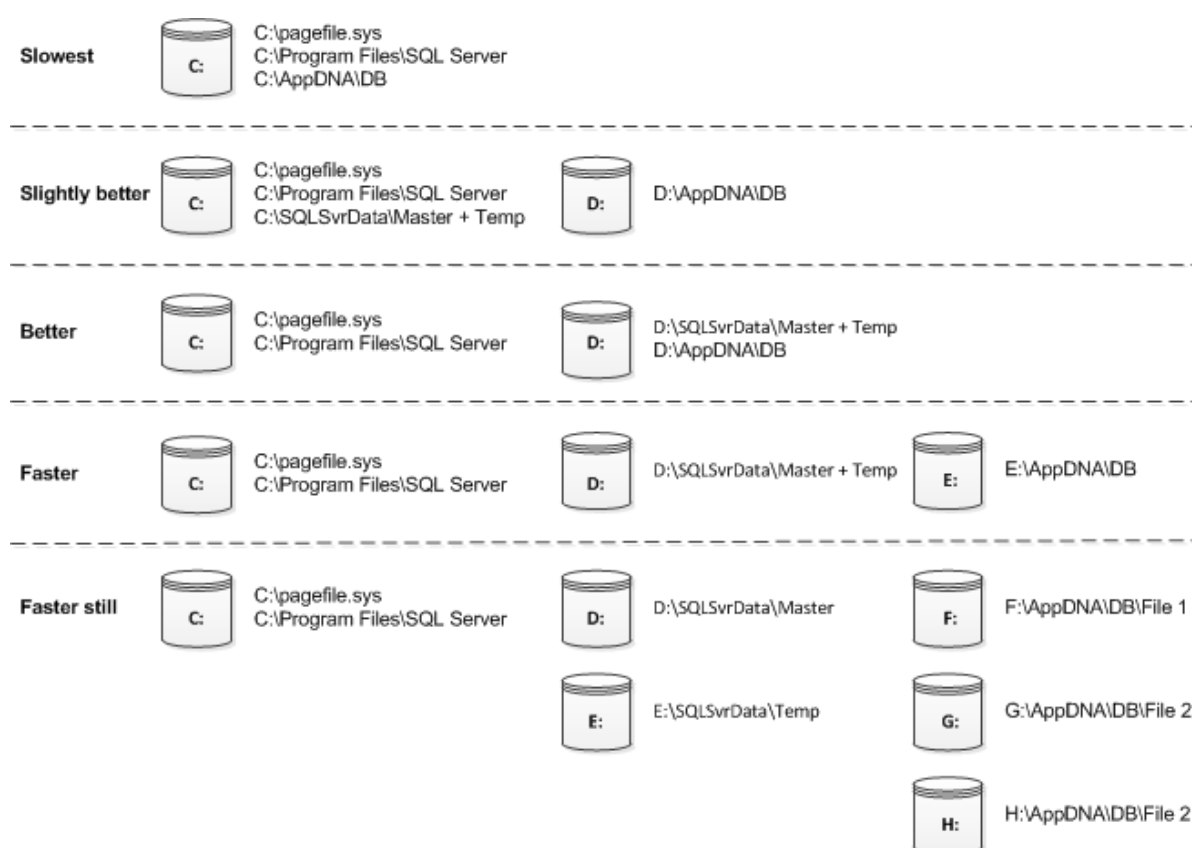 Slowest
C:
C:\pagefile.sys
C:\Program Files\SQL Server
C:\AppDNA\DB
Slightly better
C:
C:\pagefile.sys
C:\Program Files\SQL Server
C:\SQLSvrData\Master + Temp
D:
D:\AppDNA\DB
Better
C:
C:\pagefile.sys
C:\Program Files\SQL Server
D:
D:\SQLSvrData\Master + Temp
D:\AppDNA\DB
Faster
C:
C:\pagefile.sys
C:\Program Files\SQL Server
D:
D:\SQLSvrData\Master + Temp
E:
E:\AppDNA\DB
Faster still
C:
C:\pagefile.sys
C:\Program Files\SQL Server
D:
D:\SQLSvrData\Master
F:
F:\AppDNA\DB\File 1
E:
E:\SQLSvrData\Temp
G:
G:\AppDNA\DB\File 2
H:
H:\AppDNA\DB\File 2